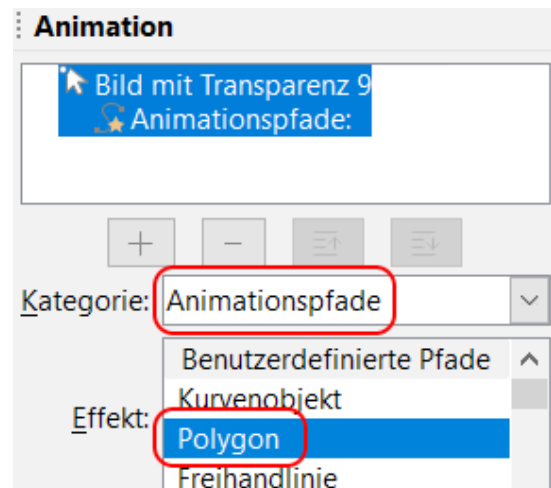 Animation
Bild mit Transparenz 9
Animationspfade:
Kategorie: Animationspfade
Benutzerdefinierte Pfade
Effekt:
Kurvenobjekt
Polygon
Freihandlinie